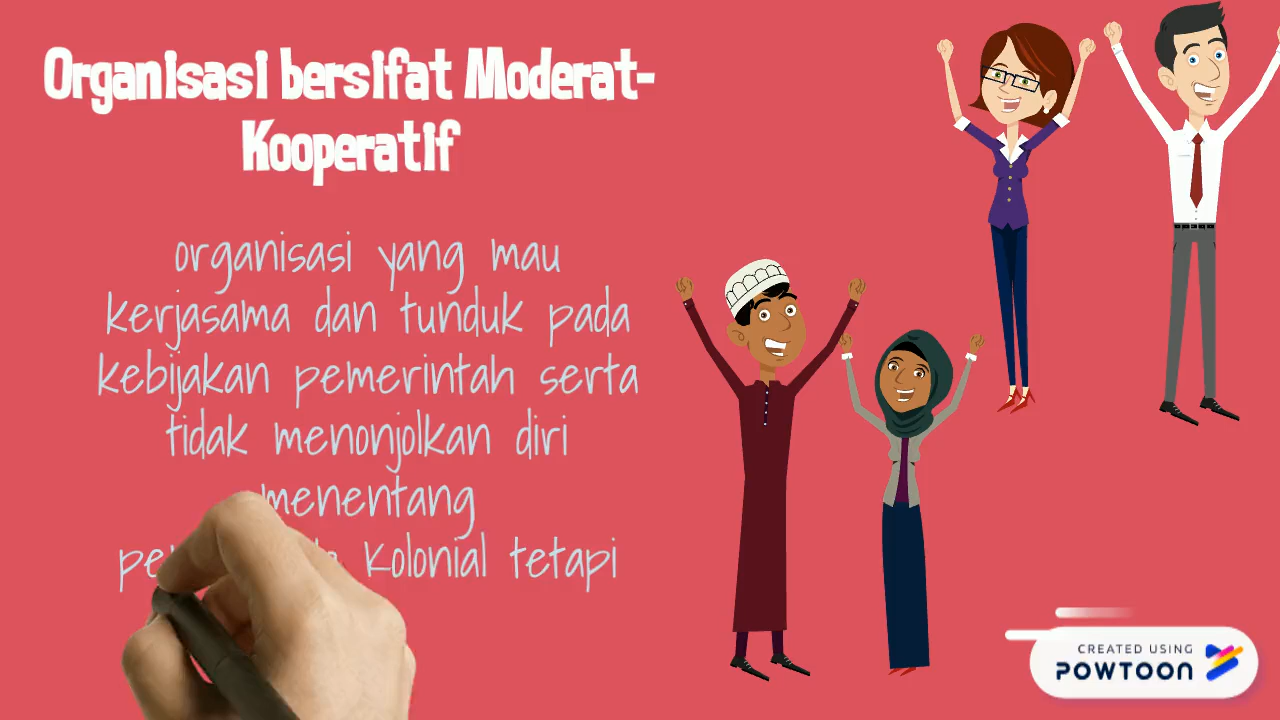 Organisasi bersifat Moderat-
Kooperatif
organisasi yang mau
kerjasama dan tunduk pada
kebijakan pemerintah serta
tidak menonjolkan diri
menentang
kolonial tetapi
CREATED USING
POWTOON